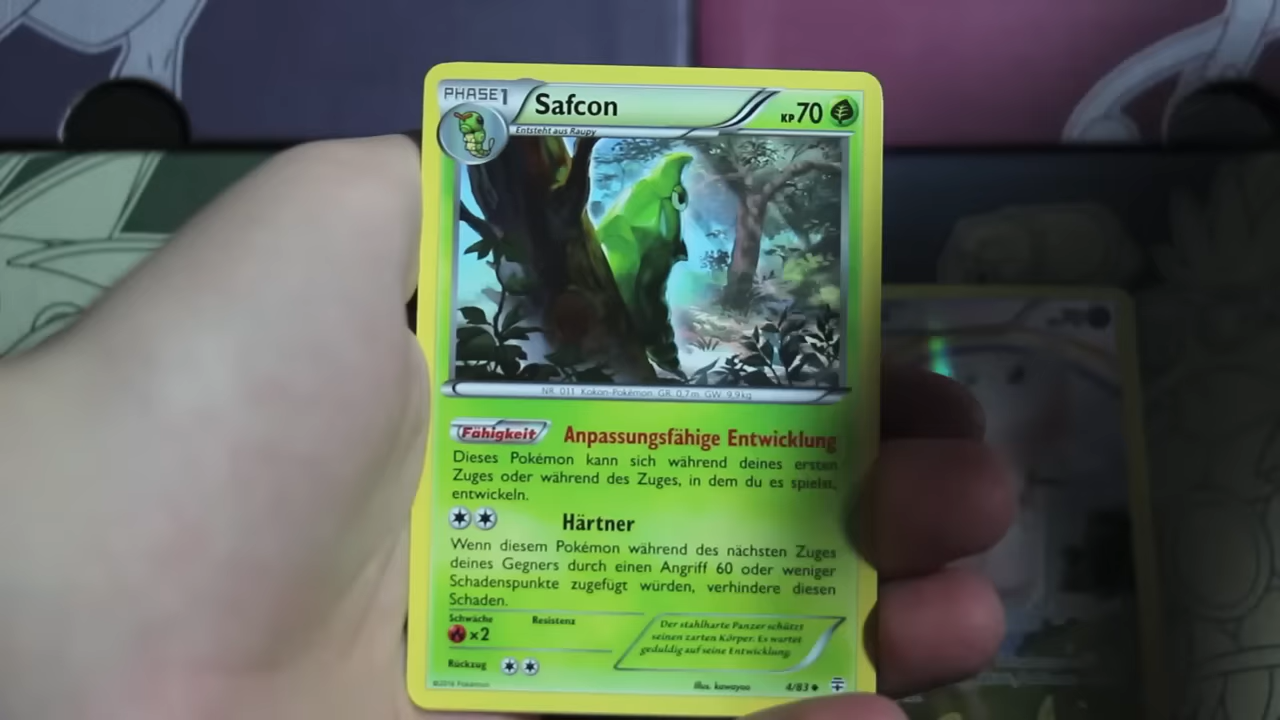 PHASE 1
Safcon
KP 70
Entsteht aus Raupy
NR. 011 Kokon-Pokémon GR. 0,7m GW. 9,9kg
Fähigkeit Anpassungsfähige Entwicklung
Dieses Pokémon kann sich während deines ersten
Zuges oder während des Zuges, in dem du es spielst,
entwickeln.
Härtner
Wenn diesem Pokémon während des nächsten Zuges
deines Gegners durch einen Angriff 60 oder weniger
Schadenspunkte zugefügt würden, verhindere diesen
Schaden.
Schwäche Resistenz
×2
Der stahlharte Panzer schützt
seinen zarten Körper. Es wartet
geduldig auf seine Entwicklung.
Rückzug
©2016 Pokémon Illus. kawayoo 4/83